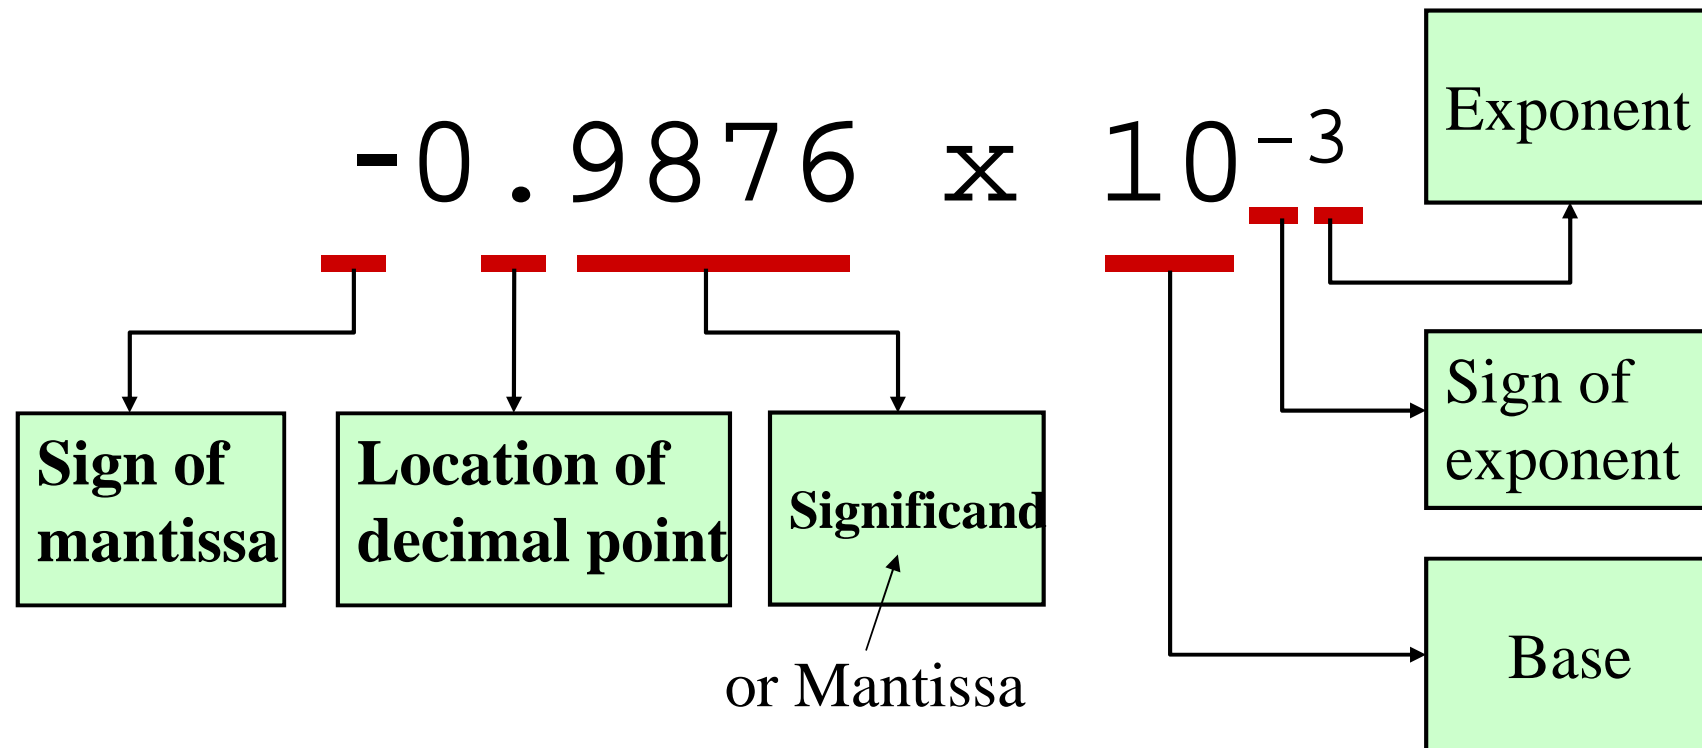 -0.9876 x 10⁻³
Exponent
Sign of
exponent
Sign of
mantissa
Location of
decimal point
Significand
or Mantissa
Base